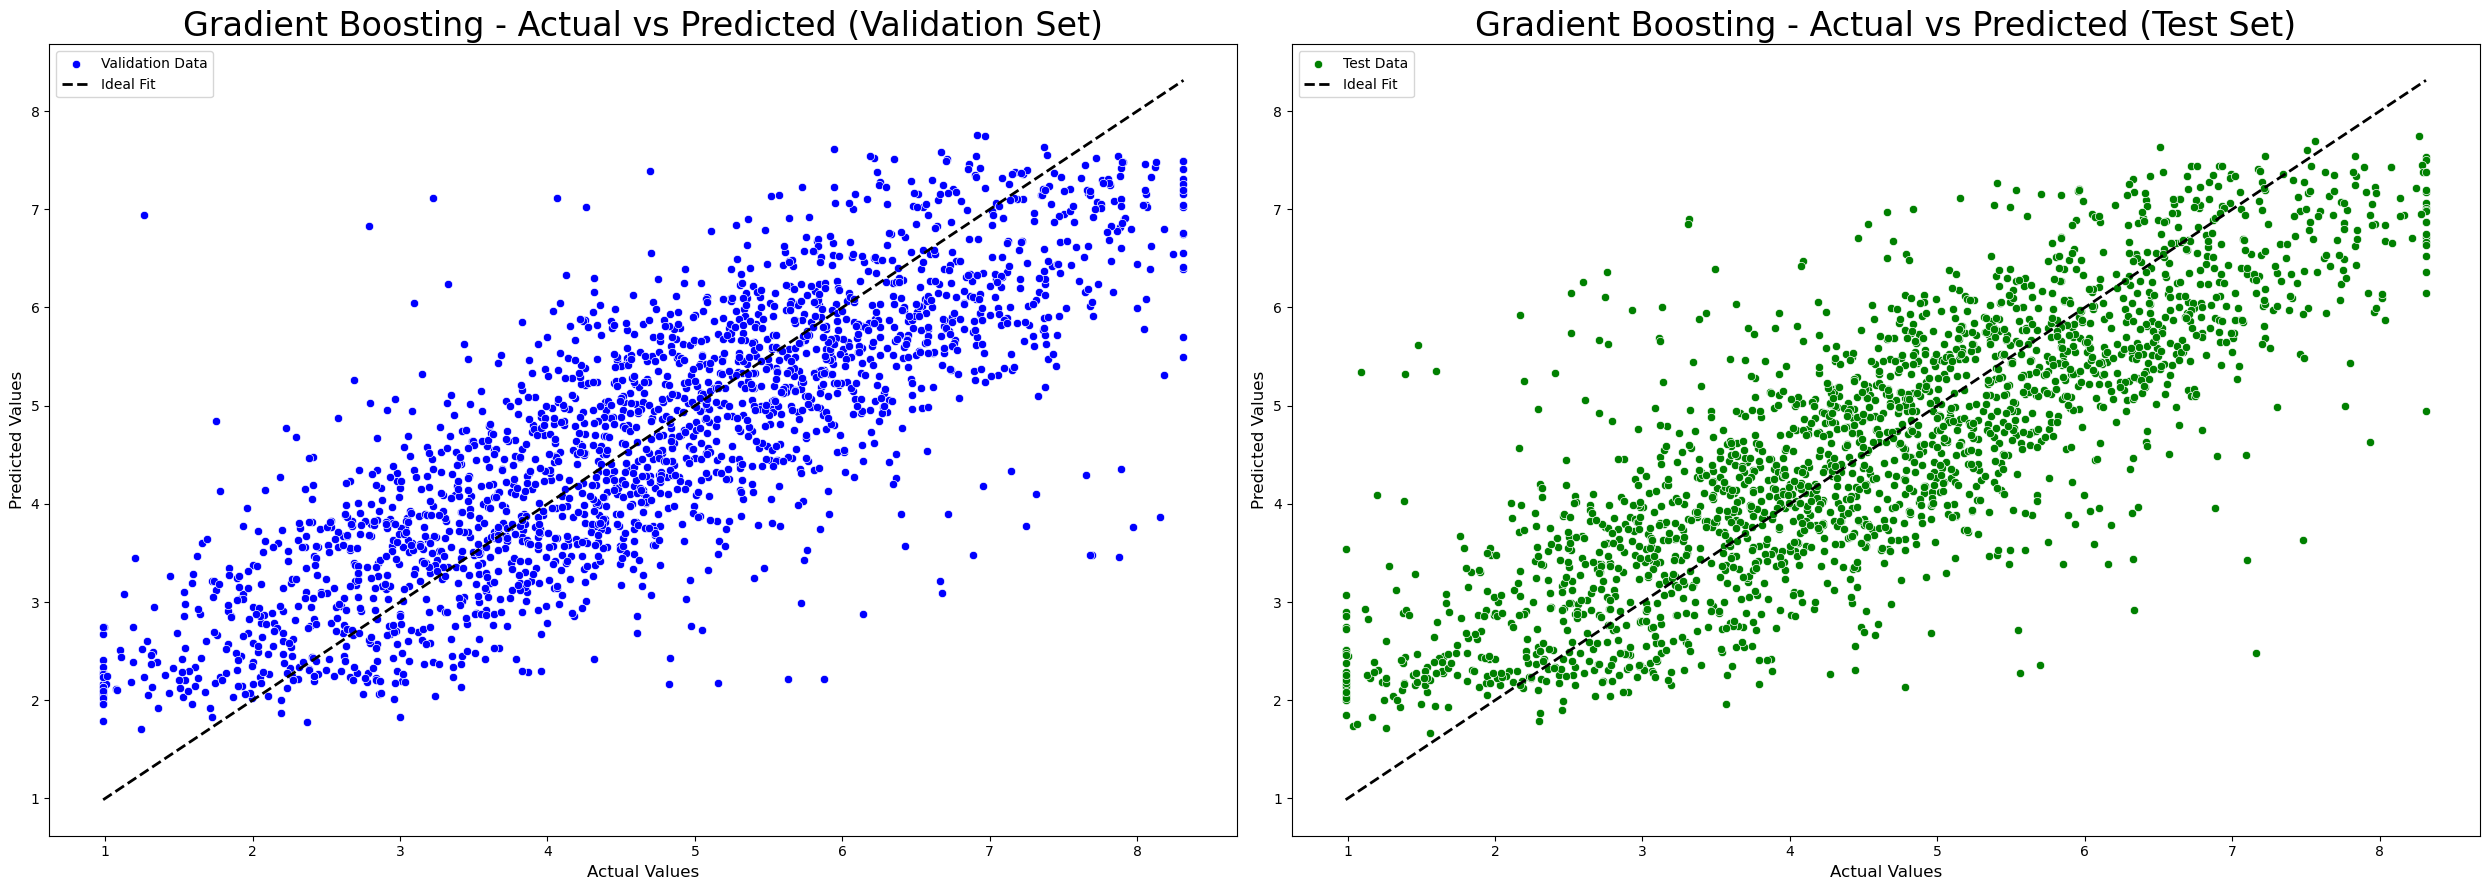 Gradient Boosting - Actual vs Predicted (Validation Set)
Validation Data
Ideal Fit
8
7
6
5
4
3
2
1
Predicted Values
1 2 3 4 5 6 7 8
Actual Values
Gradient Boosting - Actual vs Predicted (Test Set)
Test Data
Ideal Fit
8
7
6
5
4
3
2
1
Predicted Values
1 2 3 4 5 6 7 8
Actual Values